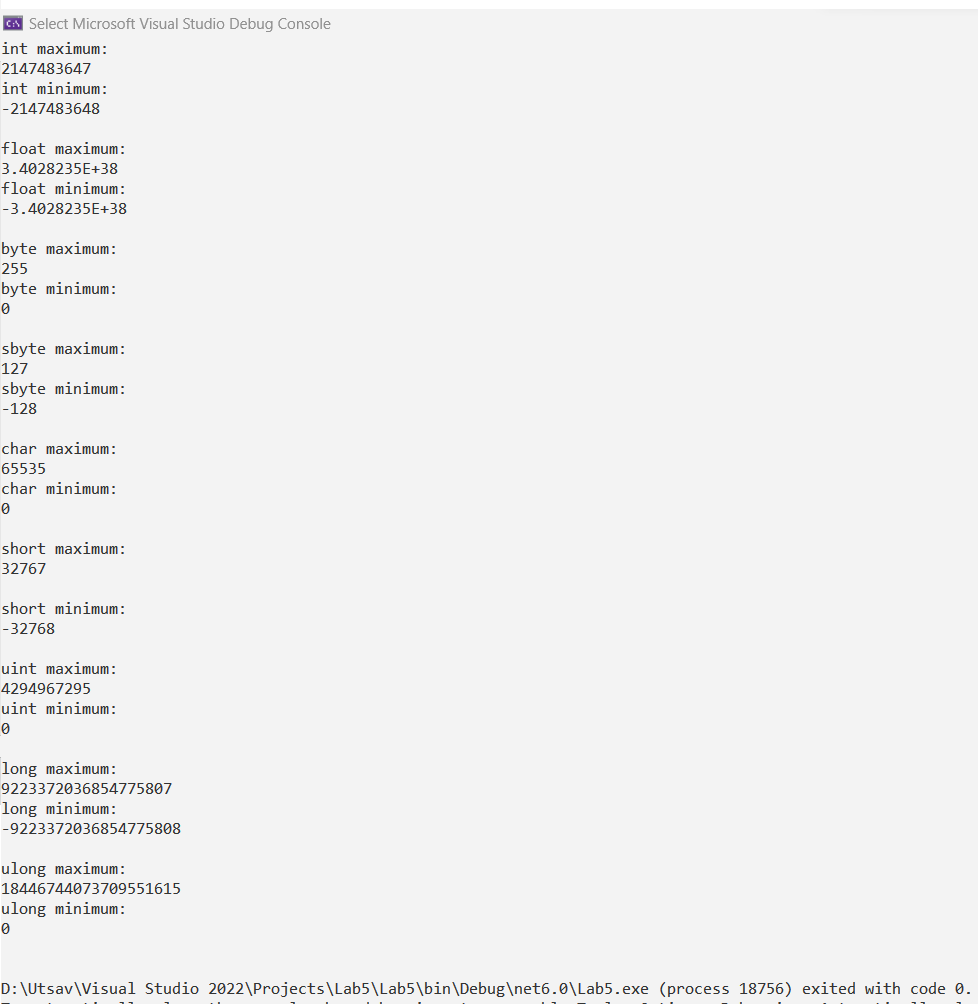 Select Microsoft Visual Studio Debug Console
int maximum:
2147483647
int minimum:
-2147483648
float maximum:
3.4028235E+38
float minimum:
-3.4028235E+38
byte maximum:
255
byte minimum:
0
sbyte maximum:
127
sbyte minimum:
-128
char maximum:
65535
char minimum:
0
short maximum:
32767
short minimum:
-32768
uint maximum:
4294967295
uint minimum:
0
long maximum:
9223372036854775807
long minimum:
-9223372036854775808
ulong maximum:
18446744073709551615
ulong minimum:
0
D:\Utsav\Visual Studio 2022\Projects\Lab5\Lab5\bin\Debug\net6.0\Lab5.exe (process 18756) exited with code 0.